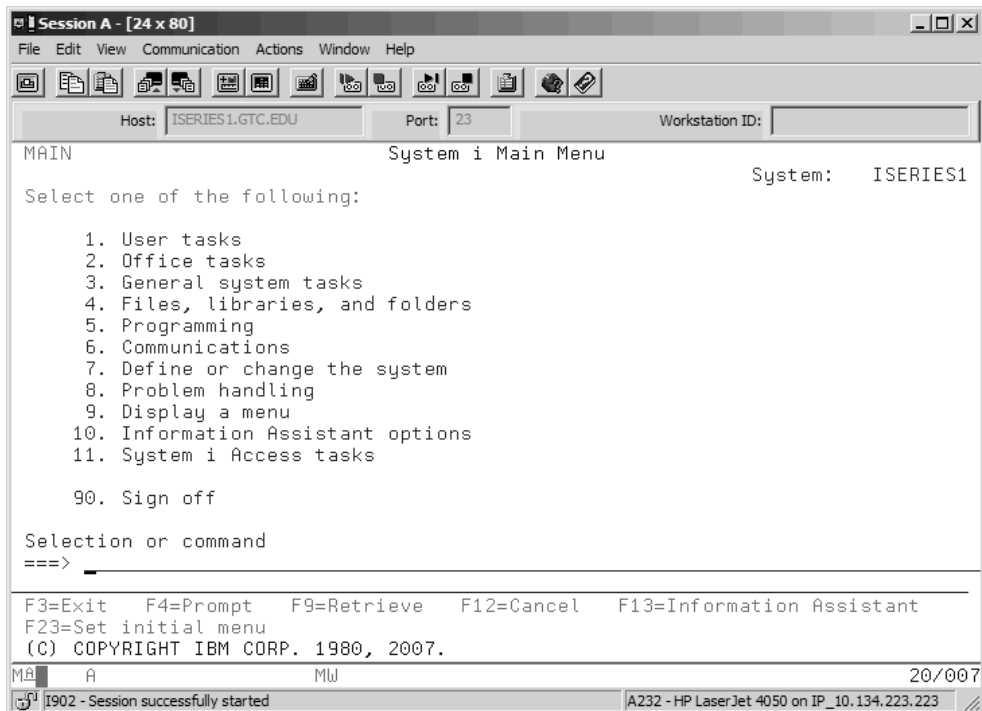 Session A - [24 x 80]
File Edit View Communication Actions Window Help
Host: ISERIES1.GTC.EDU Port: 23 Workstation ID:
MAIN System i Main Menu
System: ISERIES1
Select one of the following:
1. User tasks
2. Office tasks
3. General system tasks
4. Files, libraries, and folders
5. Programming
6. Communications
7. Define or change the system
8. Problem handling
9. Display a menu
10. Information Assistant options
11. System i Access tasks
90. Sign off
Selection or command
===>
F3=Exit F4=Prompt F9=Retrieve F12=Cancel F13=Information Assistant
F23=Set initial menu
(C) COPYRIGHT IBM CORP. 1980, 2007.
MA A MW 20/007
I902 - Session successfully started A232 - HP LaserJet 4050 on IP_10.134.223.223